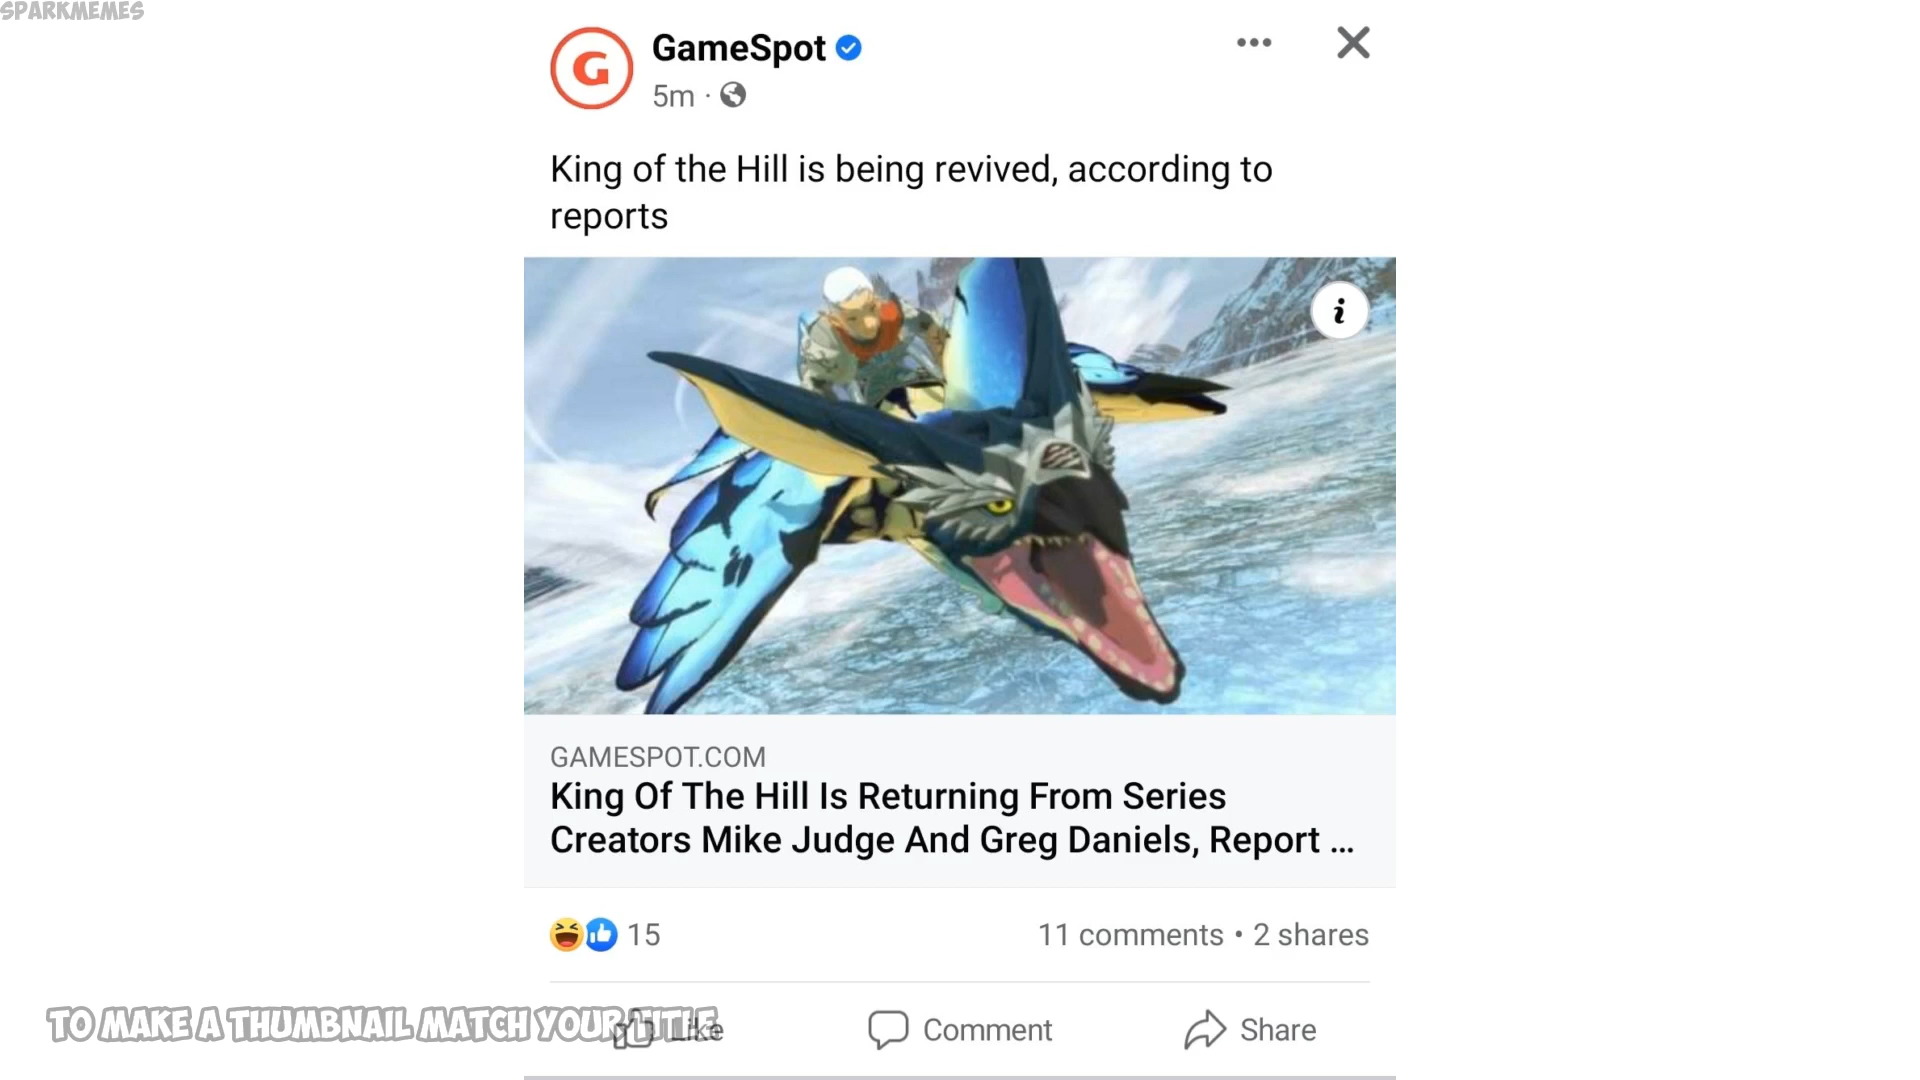 SPARKMEMES
G
GameSpot
5m ·
King of the Hill is being revived, according to
reports
i
GAMESPOT.COM
King Of The Hill Is Returning From Series
Creators Mike Judge And Greg Daniels, Report ...
15
11 comments • 2 shares
TO MAKE A THUMBNAIL MATCH YOUR TITLE
Like
Comment
Share